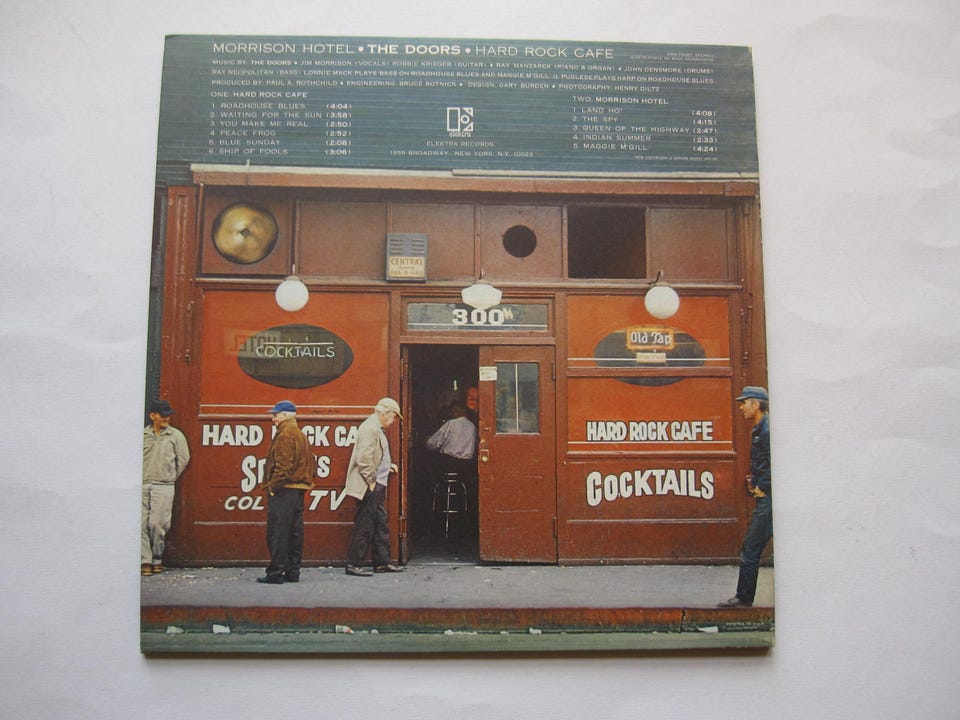 MORRISON HOTEL • THE DOORS • HARD ROCK CAFE
MUSIC BY: THE DOORS • JIM MORRISON (VOCALS) ROBBIE KRIEGER (GUITAR) • RAY MANZAREK (PIANO & ORGAN) • JOHN DENSMORE (DRUMS)
RAY NEOPOLITAN (BASS) LONNIE MACK PLAYS BASS ON ROADHOUSE BLUES AND MAGGIE M'GILL. G. PUGLESE PLAYS HARP ON ROADHOUSE BLUES
PRODUCED BY: PAUL A. ROTHCHILD • ENGINEERING: BRUCE BOTNICK • DESIGN: GARY BURDEN • PHOTOGRAPHY: HENRY DILTZ
ONE: HARD ROCK CAFE
1. ROADHOUSE BLUES (4:04)
2. WAITING FOR THE SUN (3:58)
3. YOU MAKE ME REAL (2:50)
4. PEACE FROG (2:52)
5. BLUE SUNDAY (2:08)
6. SHIP OF FOOLS (3:06)
elektra
ELEKTRA RECORDS
1855 BROADWAY, NEW YORK, N.Y. 10023
TWO: MORRISON HOTEL
1. LAND HO! (4:08)
2. THE SPY (4:15)
3. QUEEN OF THE HIGHWAY (2:47)
4. INDIAN SUMMER (2:33)
5. MAGGIE M'GILL (4:24)
CENTRAL
300
COCKTAILS
HOTEL
Old Tap
HARD ROCK CA
S S
COL TV
HARD ROCK CAFE
COCKTAILS
PRINTED IN U.S.A.